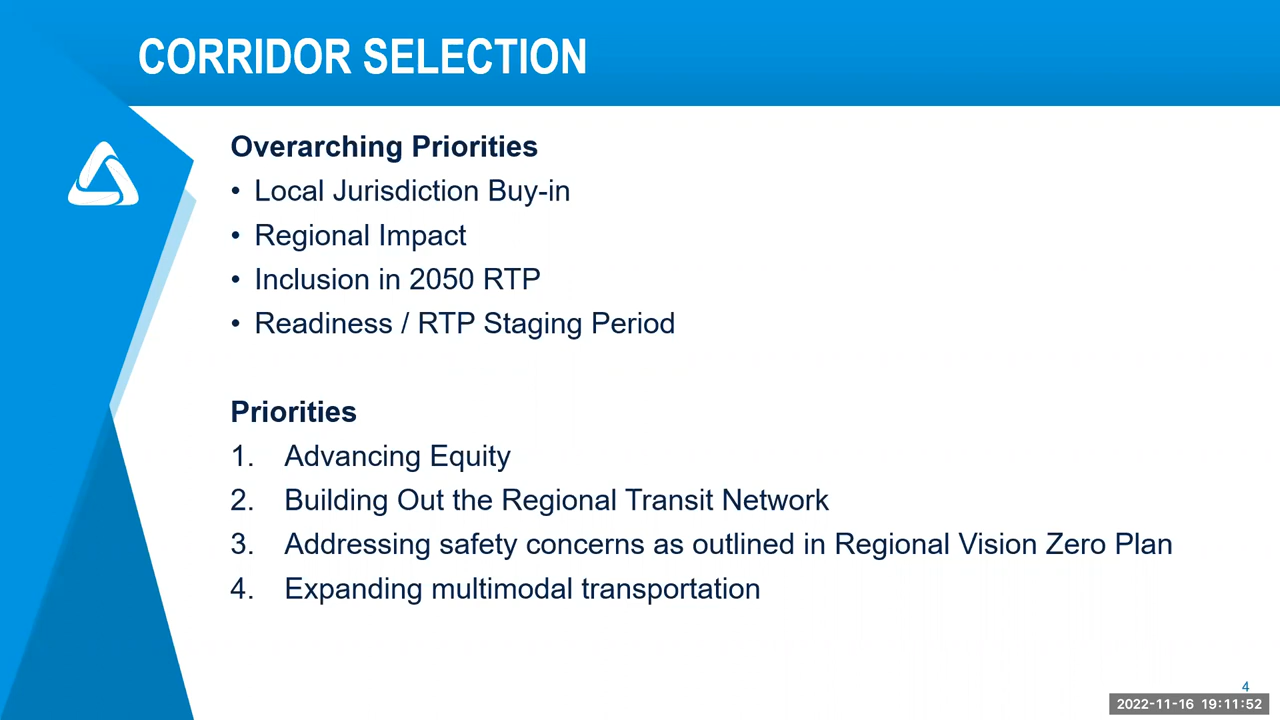 CORRIDOR SELECTION
Overarching Priorities
• Local Jurisdiction Buy-in
• Regional Impact
• Inclusion in 2050 RTP
• Readiness / RTP Staging Period
Priorities
1. Advancing Equity
2. Building Out the Regional Transit Network
3. Addressing safety concerns as outlined in Regional Vision Zero Plan
4. Expanding multimodal transportation
4
2022-11-16 19:11:52